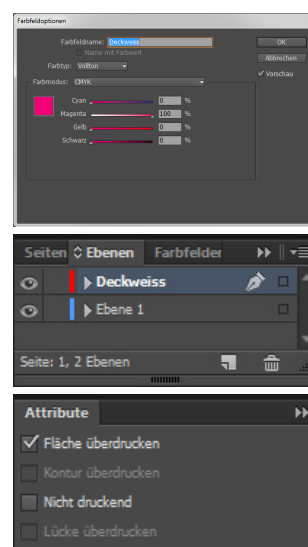 Farbfeldoptionen
Farbfeldname: Deckweiss
OK
Name mit Farbwert
Abbrechen
Farbtyp: Vollton
Vorschau
Farbmodus: CMYK
Cyan 0 %
Magenta 100 %
Gelb 0 %
Schwarz 0 %
Seiten Ebenen Farbfelder
Deckweiss
Ebene 1
Seite: 1, 2 Ebenen
Attribute
Fläche überdrucken
Kontur überdrucken
Nicht druckend
Lücke überdrucken